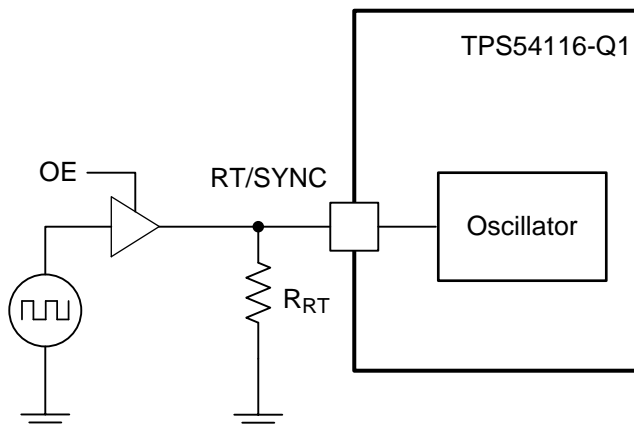 TPS54116-Q1
OE
RT/SYNC
Oscillator
RRT